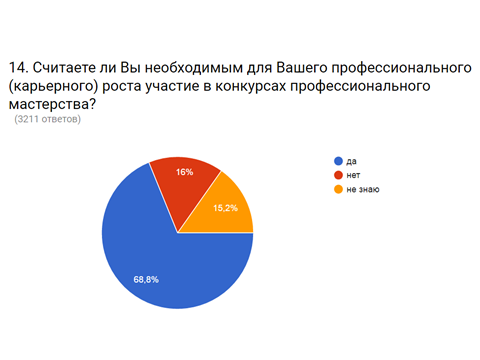 14. Считаете ли Вы необходимым для Вашего профессионального
(карьерного) роста участие в конкурсах профессионального
мастерства?
(3211 ответов)
да
нет
не знаю
16%
15,2%
68,8%